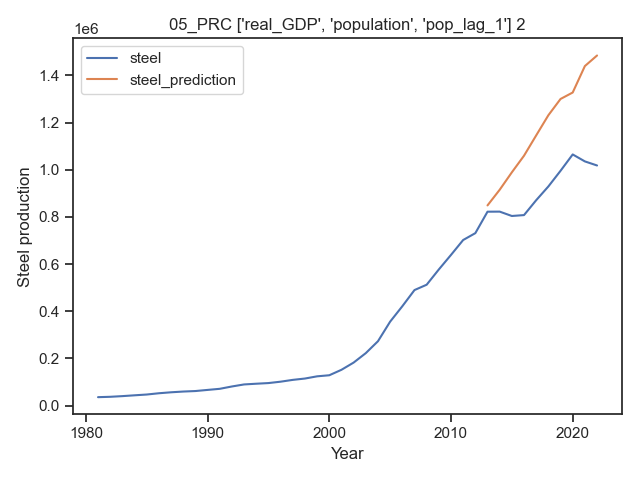 05_PRC ['real_GDP', 'population', 'pop_lag_1'] 2
1e6
steel
steel_prediction
1.4
1.2
1.0
0.8
0.6
0.4
0.2
0.0
Steel production
1980
1990
2000
2010
2020
Year